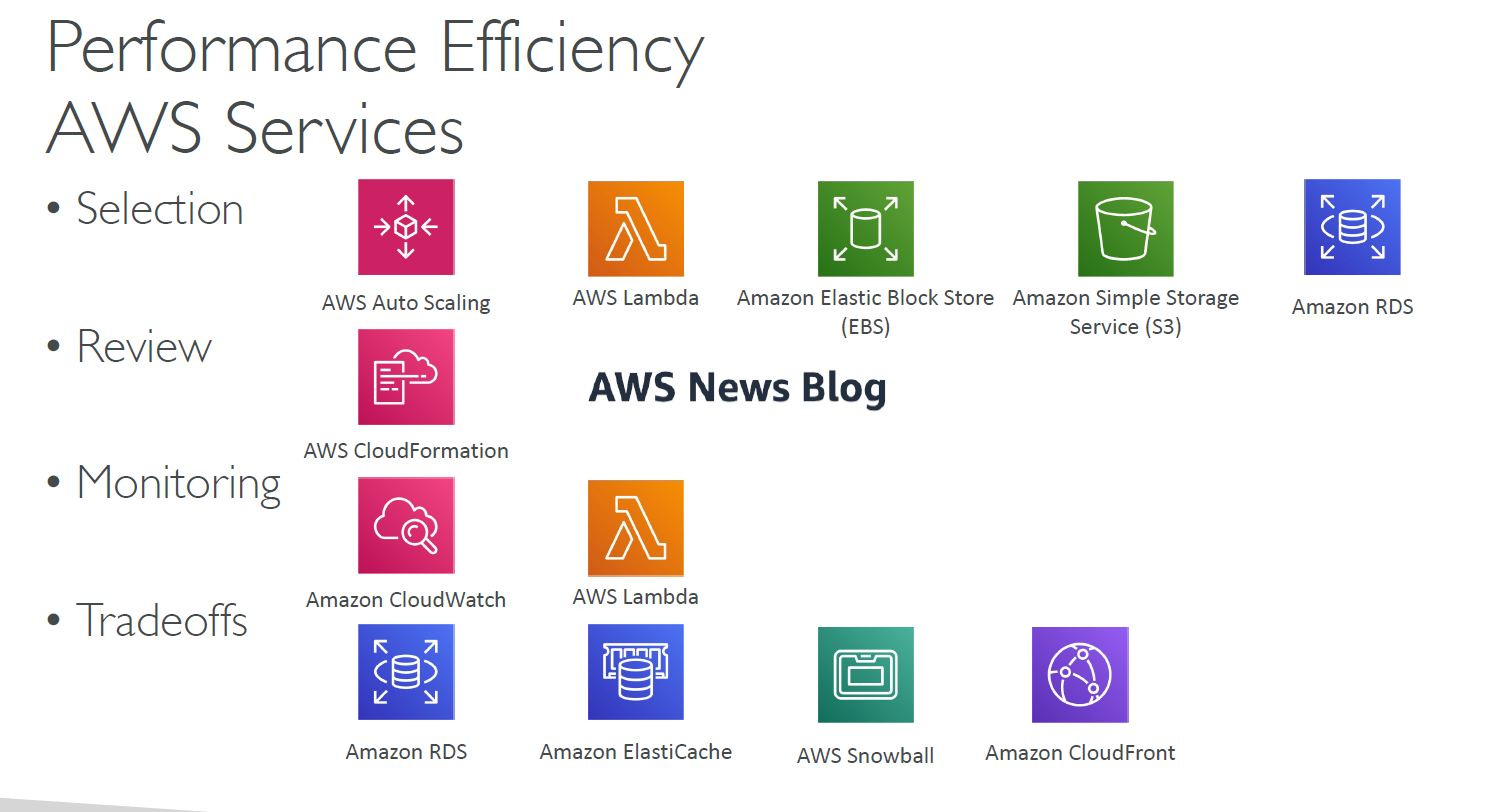 Performance Efficiency
AWS Services
• Selection
AWS Auto Scaling
AWS Lambda
Amazon Elastic Block Store
(EBS)
Amazon Simple Storage
Service (S3)
Amazon RDS
• Review
AWS CloudFormation
AWS News Blog
• Monitoring
Amazon CloudWatch
AWS Lambda
• Tradeoffs
Amazon RDS
Amazon ElastiCache
AWS Snowball
Amazon CloudFront